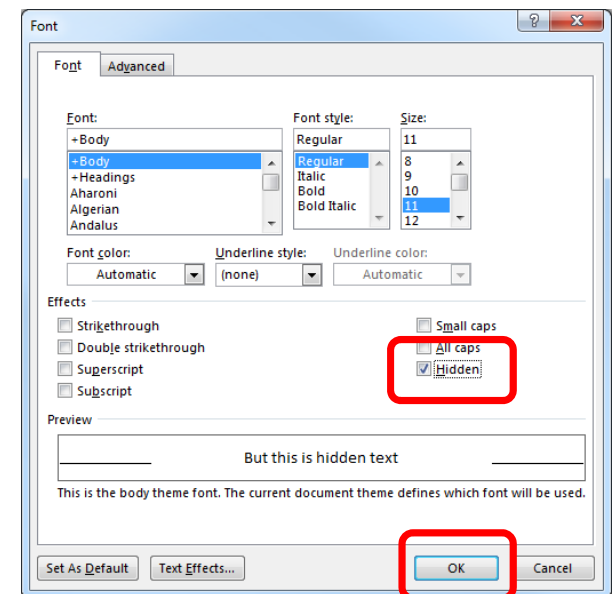 Font
? X
Font Advanced
Font: Font style: Size:
+Body Regular 11
+Body Regular 8
+Headings Italic 9
Aharoni Bold 10
Algerian Bold Italic 11
Andalus 12
Font color: Underline style: Underline color:
Automatic (none) Automatic
Effects
Strikethrough Small caps
Double strikethrough All caps
Superscript Hidden
Subscript
Preview
But this is hidden text
This is the body theme font. The current document theme defines which font will be used.
Set As Default Text Effects... OK Cancel